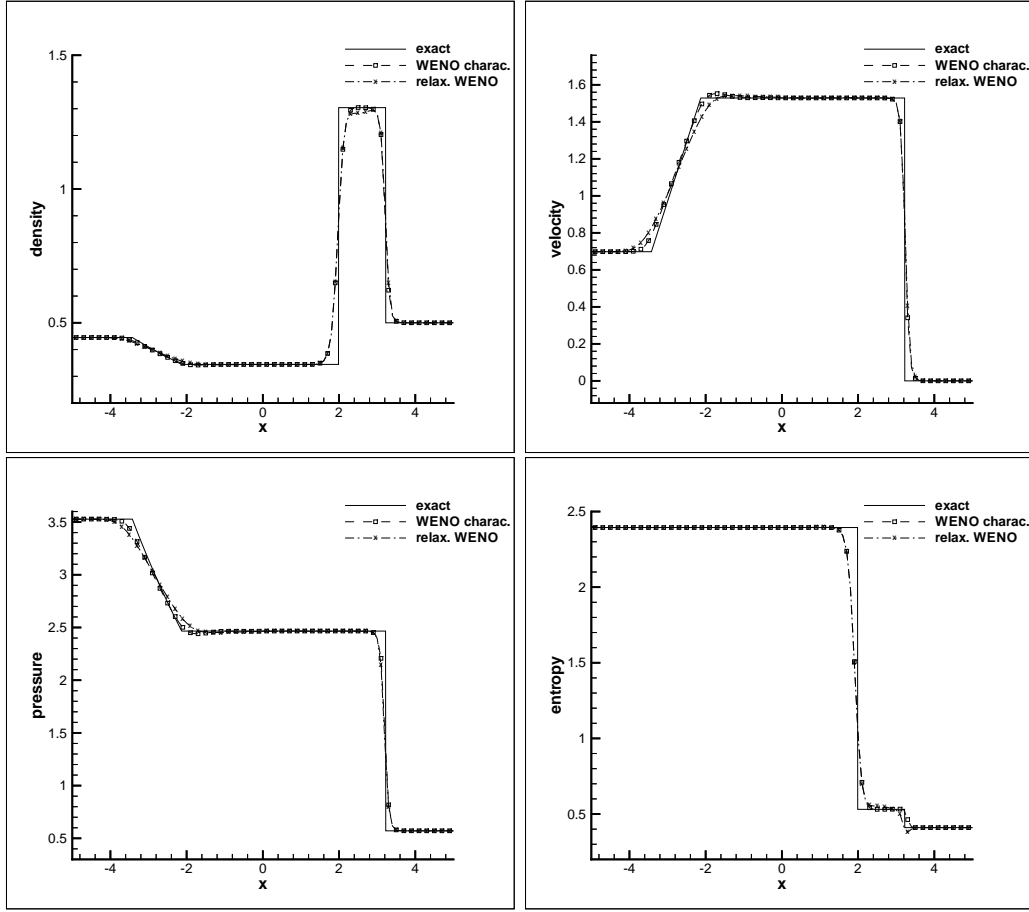 exact
WENO charac.
relax. WENO
density
1.5
1
0.5
-4
-2
0
2
4
x
exact
WENO charac.
relax. WENO
velocity
1.6
1.4
1.2
1
0.8
0.6
0.4
0.2
0
-4
-2
0
2
4
x
exact
WENO charac.
relax. WENO
pressure
3.5
3
2.5
2
1.5
1
0.5
-4
-2
0
2
4
x
exact
WENO charac.
relax. WENO
entropy
2.5
2
1.5
1
0.5
-4
-2
0
2
4
x